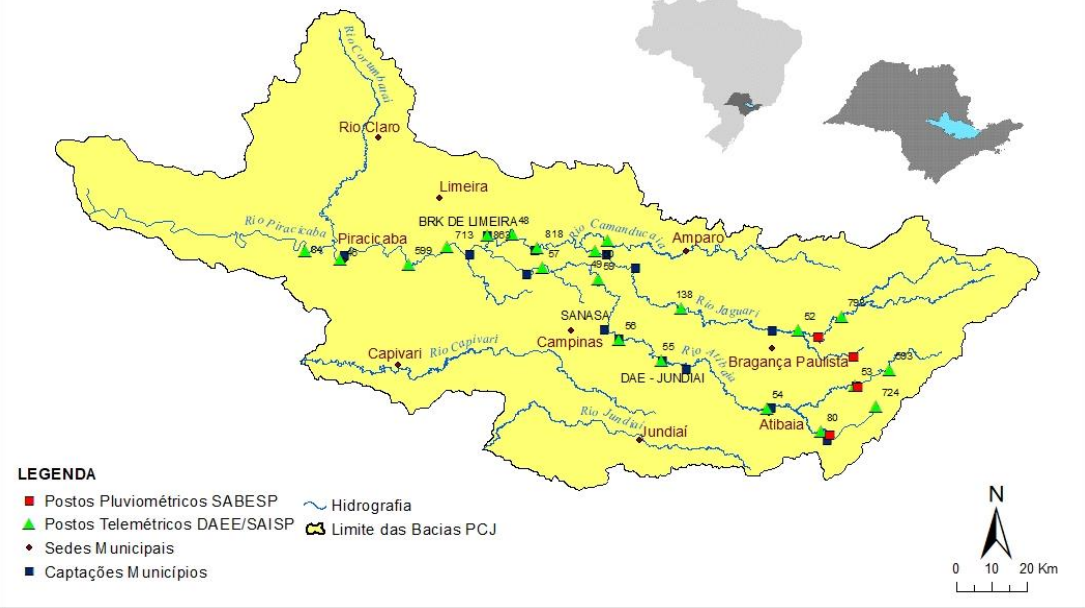 Rio Corumbataí
Rio Claro
Limeira
BRK DE LIMEIRA
48
Rio Piracicaba
Piracicaba
84
599
713
863
818
Rio Camanducaia
Amparo
57
49
59
138
Rio Jaguari
52
SANASA
56
Campinas
55
Rio Atibaia
Bragança Paulista
593
53
Capivari
Rio Capivari
DAE - JUNDIAI
54
724
Rio Jundiaí
Jundiaí
Atibaia
80
LEGENDA
Postos Pluviométricos SABESP
Postos Telemétricos DAEE/SAISP
Sedes Municipais
Captações Municípios
Hidrografia
Limite das Bacias PCJ
N
0 10 20 Km